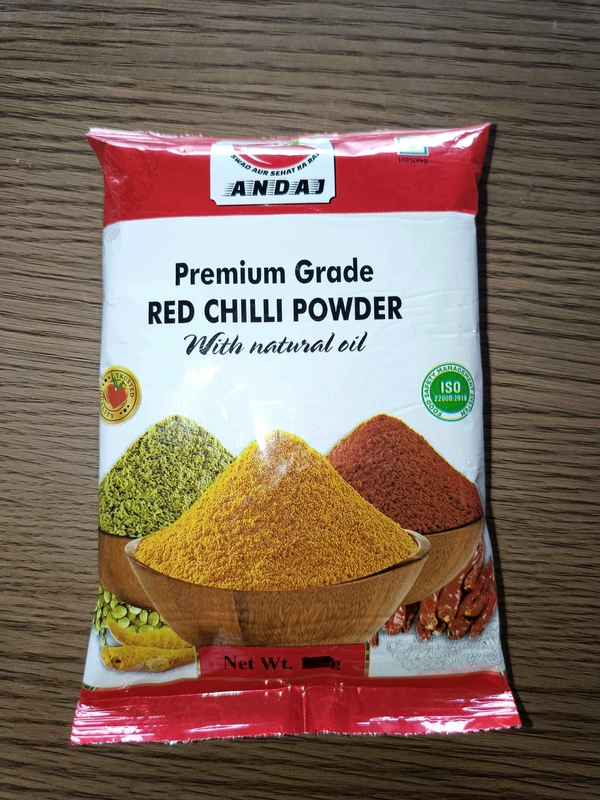 SWAD AUR SEHAT KA RAJ
ANDAJ
100%Veg.
Premium Grade
RED CHILLI POWDER
With natural oil
TRUSTED
ISO
22000:2018
FOOD SAFETY MANAGEMENT SYSTEM
Net Wt. g